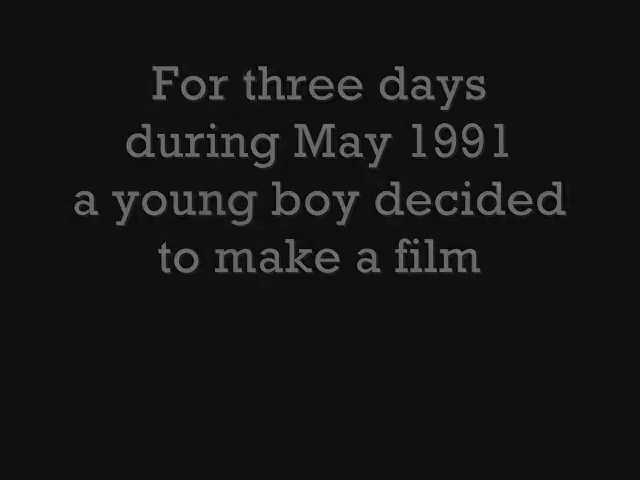 For three days
during May 1991
a young boy decided
to make a film